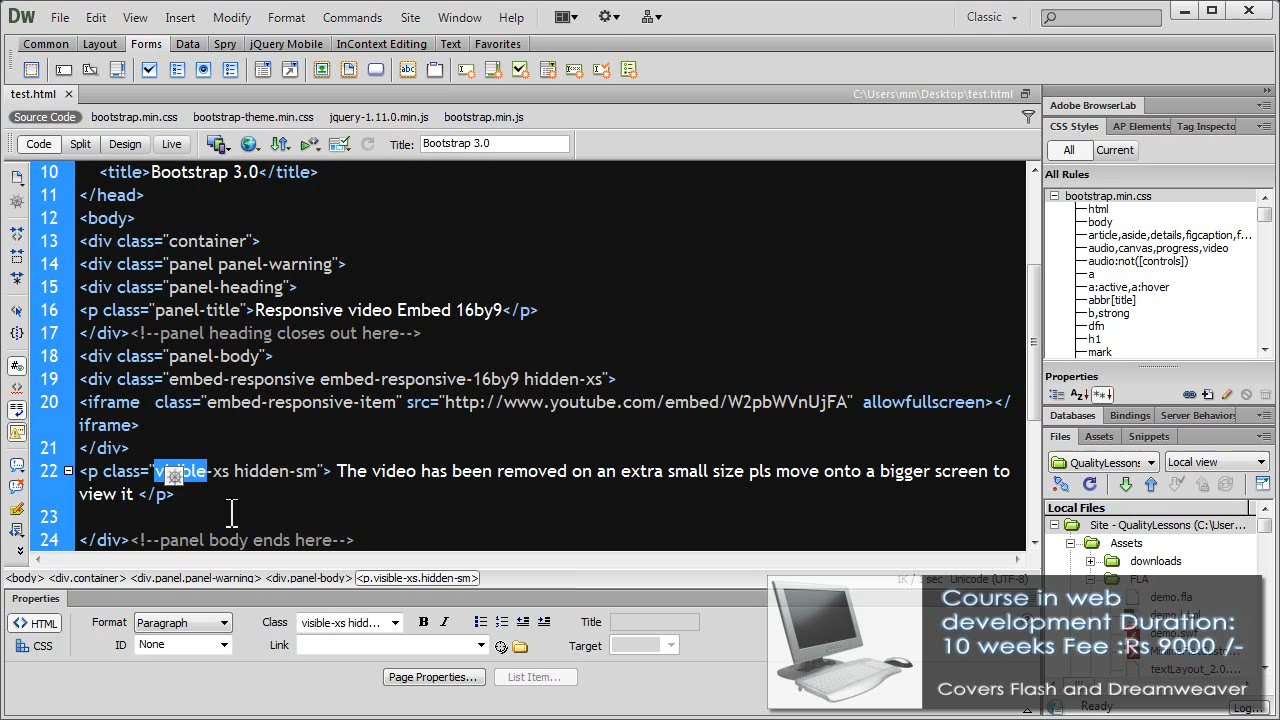 Dw File Edit View Insert Modify Format Commands Site Window Help Classic
Common Layout Forms Data Spry jQuery Mobile InContext Editing Text Favorites
test.html C:\Users\mm\Desktop\test.html
Source Code bootstrap.min.css bootstrap-theme.min.css jquery-1.11.0.min.js bootstrap.min.js
Code Split Design Live Title: Bootstrap 3.0
10 <title>Bootstrap 3.0</title>
11 </head>
12 <body>
13 <div class="container">
14 <div class="panel panel-warning">
15 <div class="panel-heading">
16 <p class="panel-title">Responsive video Embed 16by9</p>
17 </div><!--panel heading closes out here-->
18 <div class="panel-body">
19 <div class="embed-responsive embed-responsive-16by9 hidden-xs">
20 <iframe class="embed-responsive-item" src="http://www.youtube.com/embed/W2pbWVnUjFA" allowfullscreen></
iframe>
21 </div>
22 <p class="visible-xs hidden-sm"> The video has been removed on an extra small size pls move onto a bigger screen to
view it </p>
23
24 </div><!--panel body ends here-->
<body> <div.container> <div.panel.panel-warning> <div.panel-body> <p.visible-xs.hidden-sm> 1K / 1 sec Unicode (UTF-8)
Properties
HTML Format Paragraph Class visible-xs hidd... B I Title
CSS ID None Link Target
Page Properties... List Item...
Adobe BrowserLab
CSS Styles AP Elements Tag Inspecto
All Current
All Rules
bootstrap.min.css
html
body
article,aside,details,figcaption,f...
audio,canvas,progress,video
audio:not([controls])
a
a:active,a:hover
abbr[title]
b,strong
dfn
h1
mark
Properties
Az
Databases Bindings Server Behaviors
Files Assets Snippets
QualityLessons Local view
Local Files
Site - QualityLessons (C:\User...
Assets
downloads
FLA
demo.fla
demo.swf
textLayout_2.0...
Ready Log...
Course in web
development Duration:
10 weeks Fee :Rs 9000 /-
Covers Flash and Dreamweaver